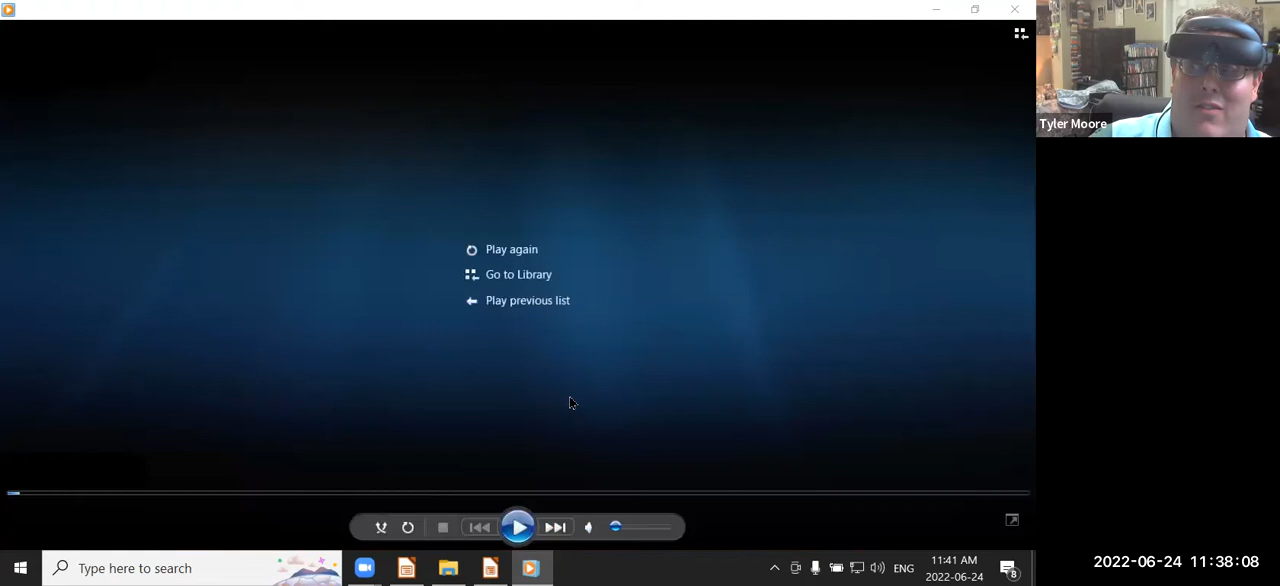 Tyler Moore
Play again
Go to Library
Play previous list
Type here to search
ENG
11:41 AM
2022-06-24
8
2022-06-24 11:38:08